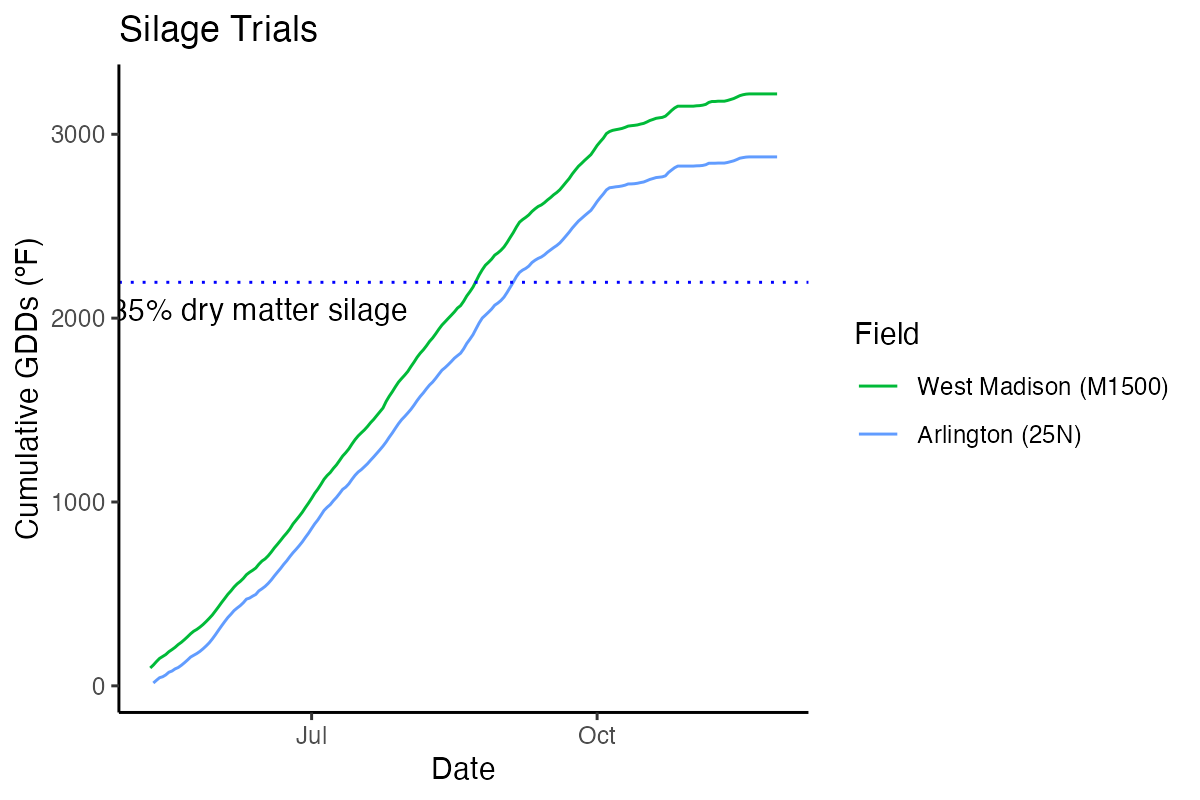 Silage Trials
Cumulative GDDs (°F)
3000
2000
1000
0
35% dry matter silage
Jul
Oct
Date
Field
West Madison (M1500)
Arlington (25N)